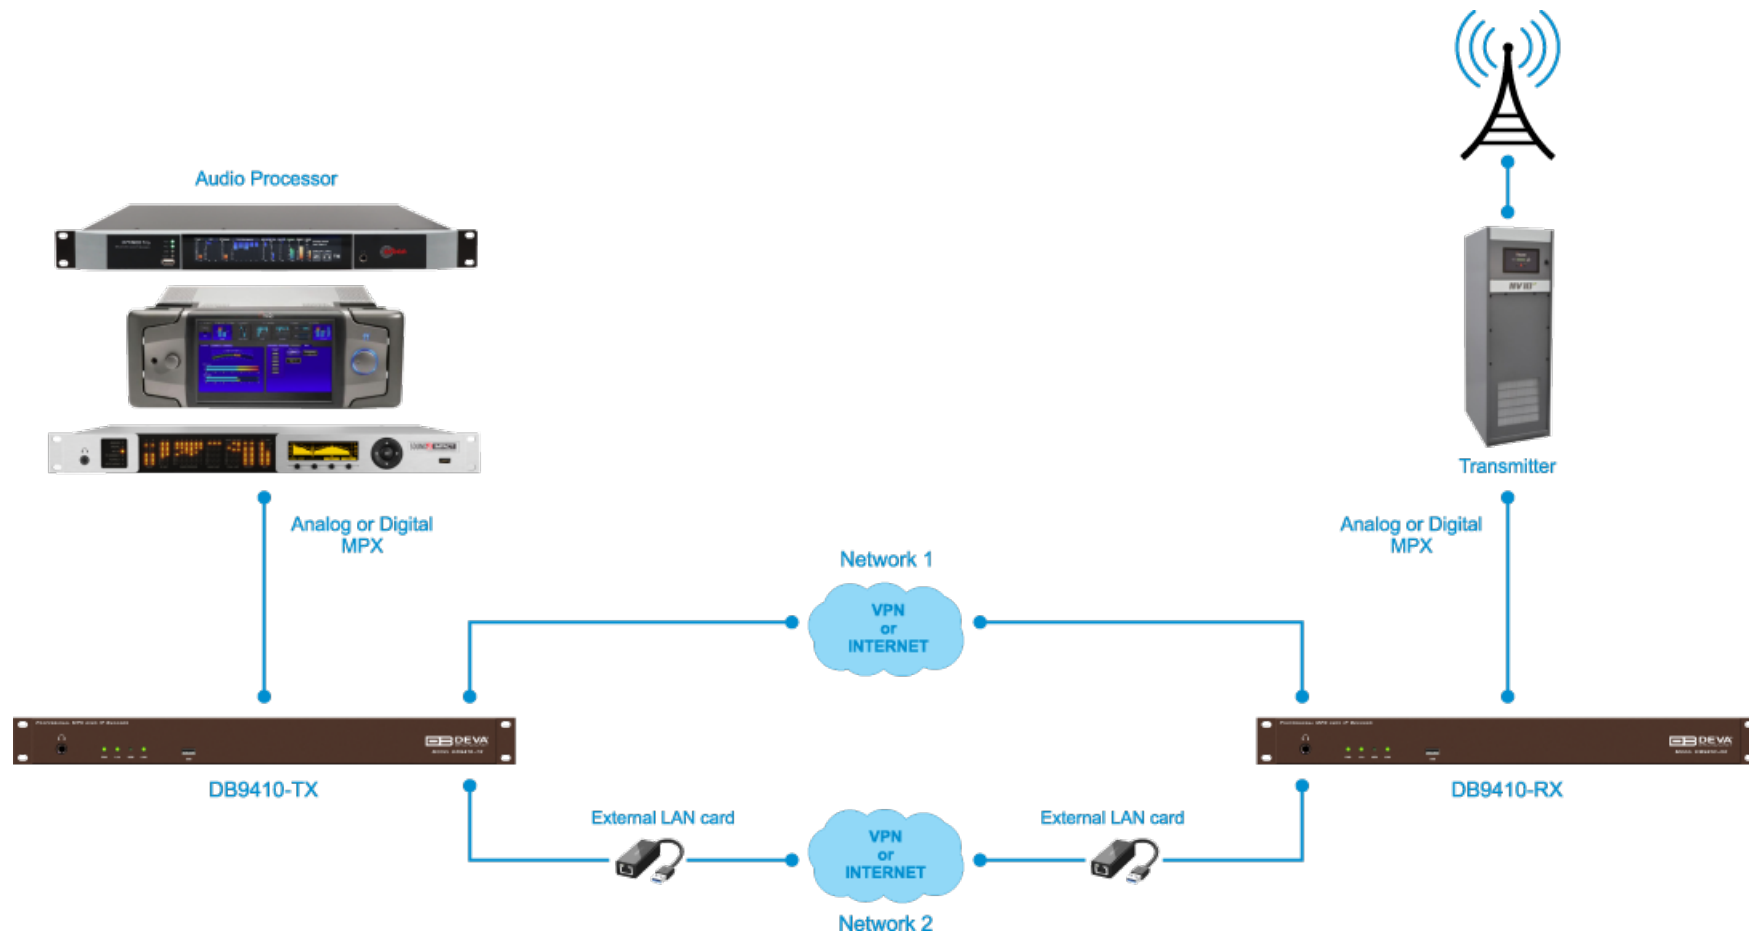 Audio Processor
Analog or Digital
MPX
Network 1
VPN
or
INTERNET
DEVA
DB9410-TX
External LAN card
VPN
or
INTERNET
Network 2
External LAN card
NV10
Transmitter
Analog or Digital
MPX
DEVA
DB9410-RX